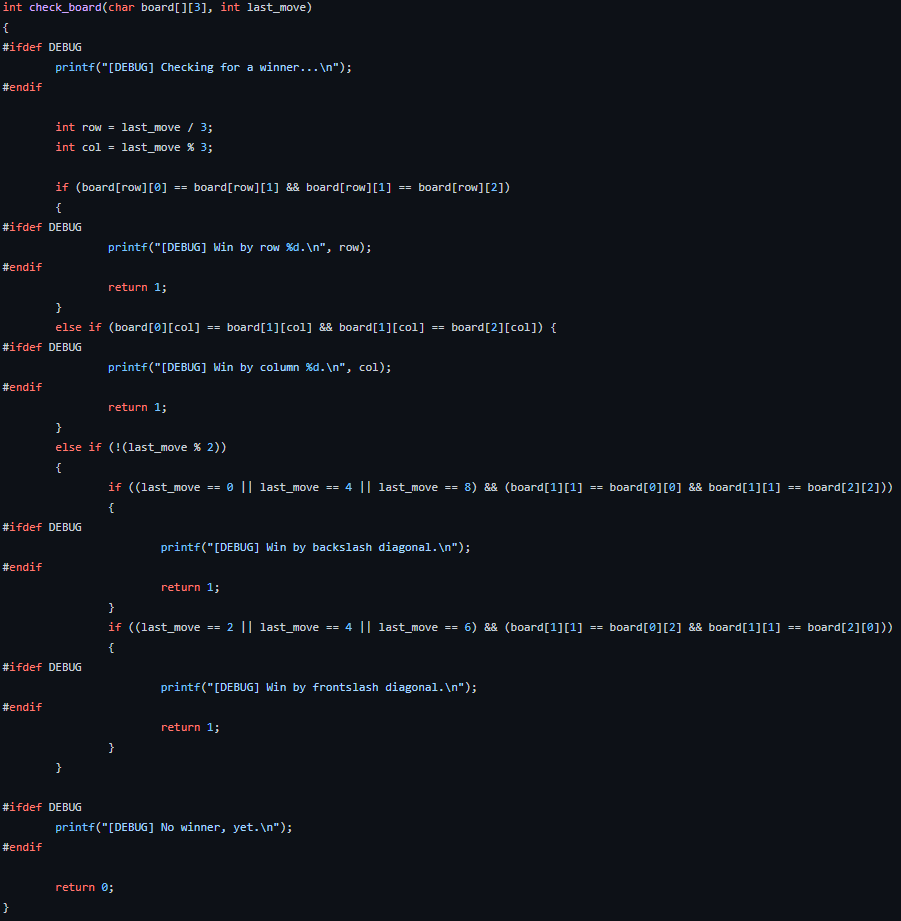 int check_board(char board[][3], int last_move)
{
#ifdef DEBUG
        printf("[DEBUG] Checking for a winner...\n");
#endif

        int row = last_move / 3;
        int col = last_move % 3;

        if (board[row][0] == board[row][1] && board[row][1] == board[row][2])
        {
#ifdef DEBUG
                printf("[DEBUG] Win by row %d.\n", row);
#endif
                return 1;
        }
        else if (board[0][col] == board[1][col] && board[1][col] == board[2][col]) {
#ifdef DEBUG
                printf("[DEBUG] Win by column %d.\n", col);
#endif
                return 1;
        }
        else if (!(last_move % 2))
        {
                if ((last_move == 0 || last_move == 4 || last_move == 8) && (board[1][1] == board[0][0] && board[1][1] == board[2][2]))
                {
#ifdef DEBUG
                        printf("[DEBUG] Win by backslash diagonal.\n");
#endif
                        return 1;
                }
                if ((last_move == 2 || last_move == 4 || last_move == 6) && (board[1][1] == board[0][2] && board[1][1] == board[2][0]))
                {
#ifdef DEBUG
                        printf("[DEBUG] Win by frontslash diagonal.\n");
#endif
                        return 1;
                }
        }

#ifdef DEBUG
        printf("[DEBUG] No winner, yet.\n");
#endif

        return 0;
}